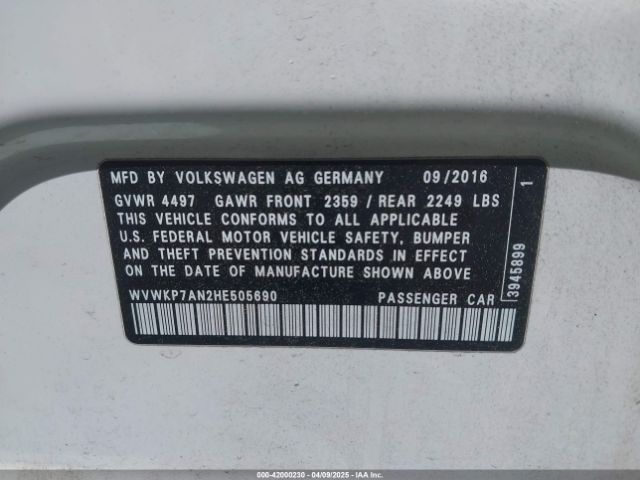 MFD BY VOLKSWAGEN AG GERMANY 09/2016
GVWR 4497 GAWR FRONT 2359 / REAR 2249 LBS
THIS VEHICLE CONFORMS TO ALL APPLICABLE
U.S. FEDERAL MOTOR VEHICLE SAFETY, BUMPER
AND THEFT PREVENTION STANDARDS IN EFFECT
ON THE DATE OF MANUFACTURE SHOWN ABOVE
WVWKP7AN2HE505690 PASSENGER CAR
3945899 1
000-42000230 - 04/09/2025 - IAAI.COM